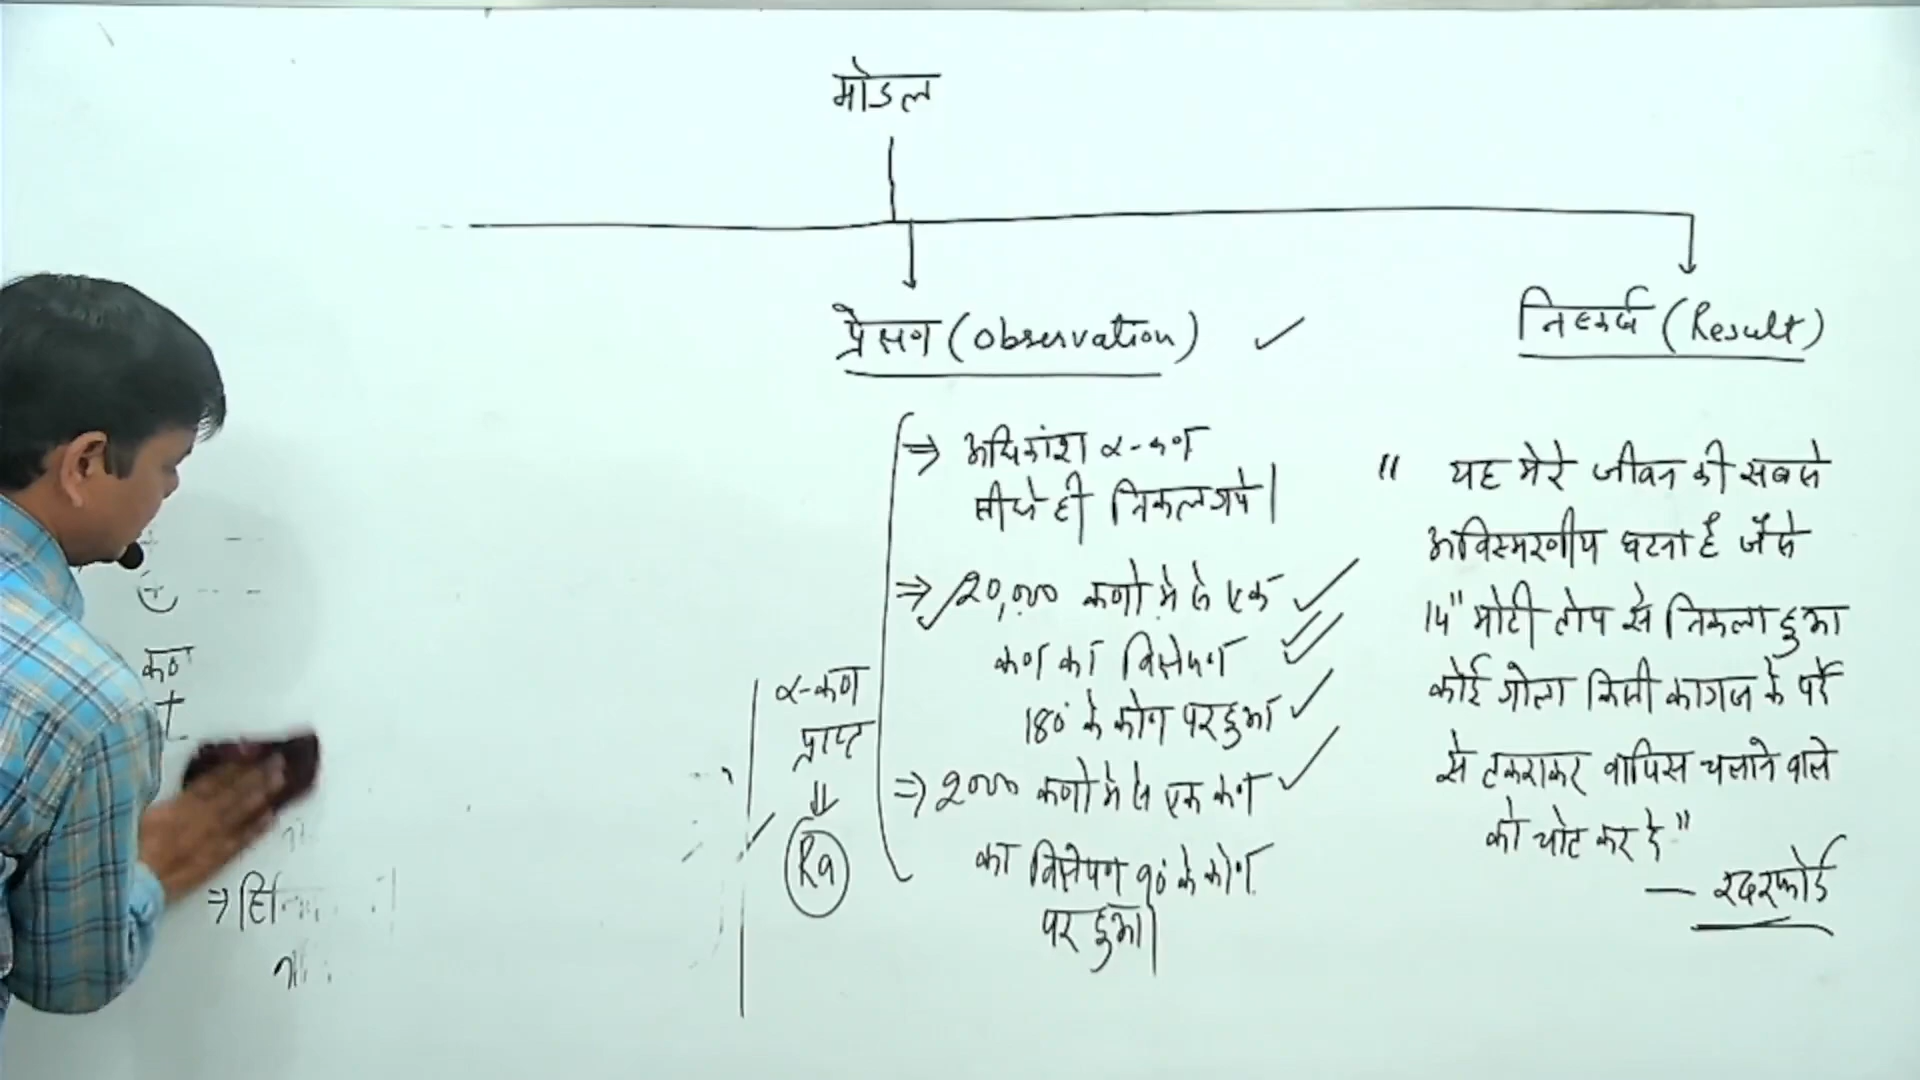 मोडल
प्रेक्षण (observation)
⇒ अधिकांश α-कण
सीधे ही निकल गये।
⇒ 20,000 कणों में से एक
कण का विक्षेपण
180° के कोण पर हुआ
⇒ 2000 कणों में से एक कण
का विक्षेपण 90° के कोण
पर हुआ।
α-कण
प्राप्त
⇓
Ra
निष्कर्ष (Result)
" यह मेरे जीवन की सबसे
अविस्मरणीय घटना है जैसे
14" मोटी तोप से निकला हुआ
कोई गोला किसी कागज के पर्दे
से टकराकर वापिस चलाने वाले
को चोट कर दे"
— रदरफोर्ड
कण